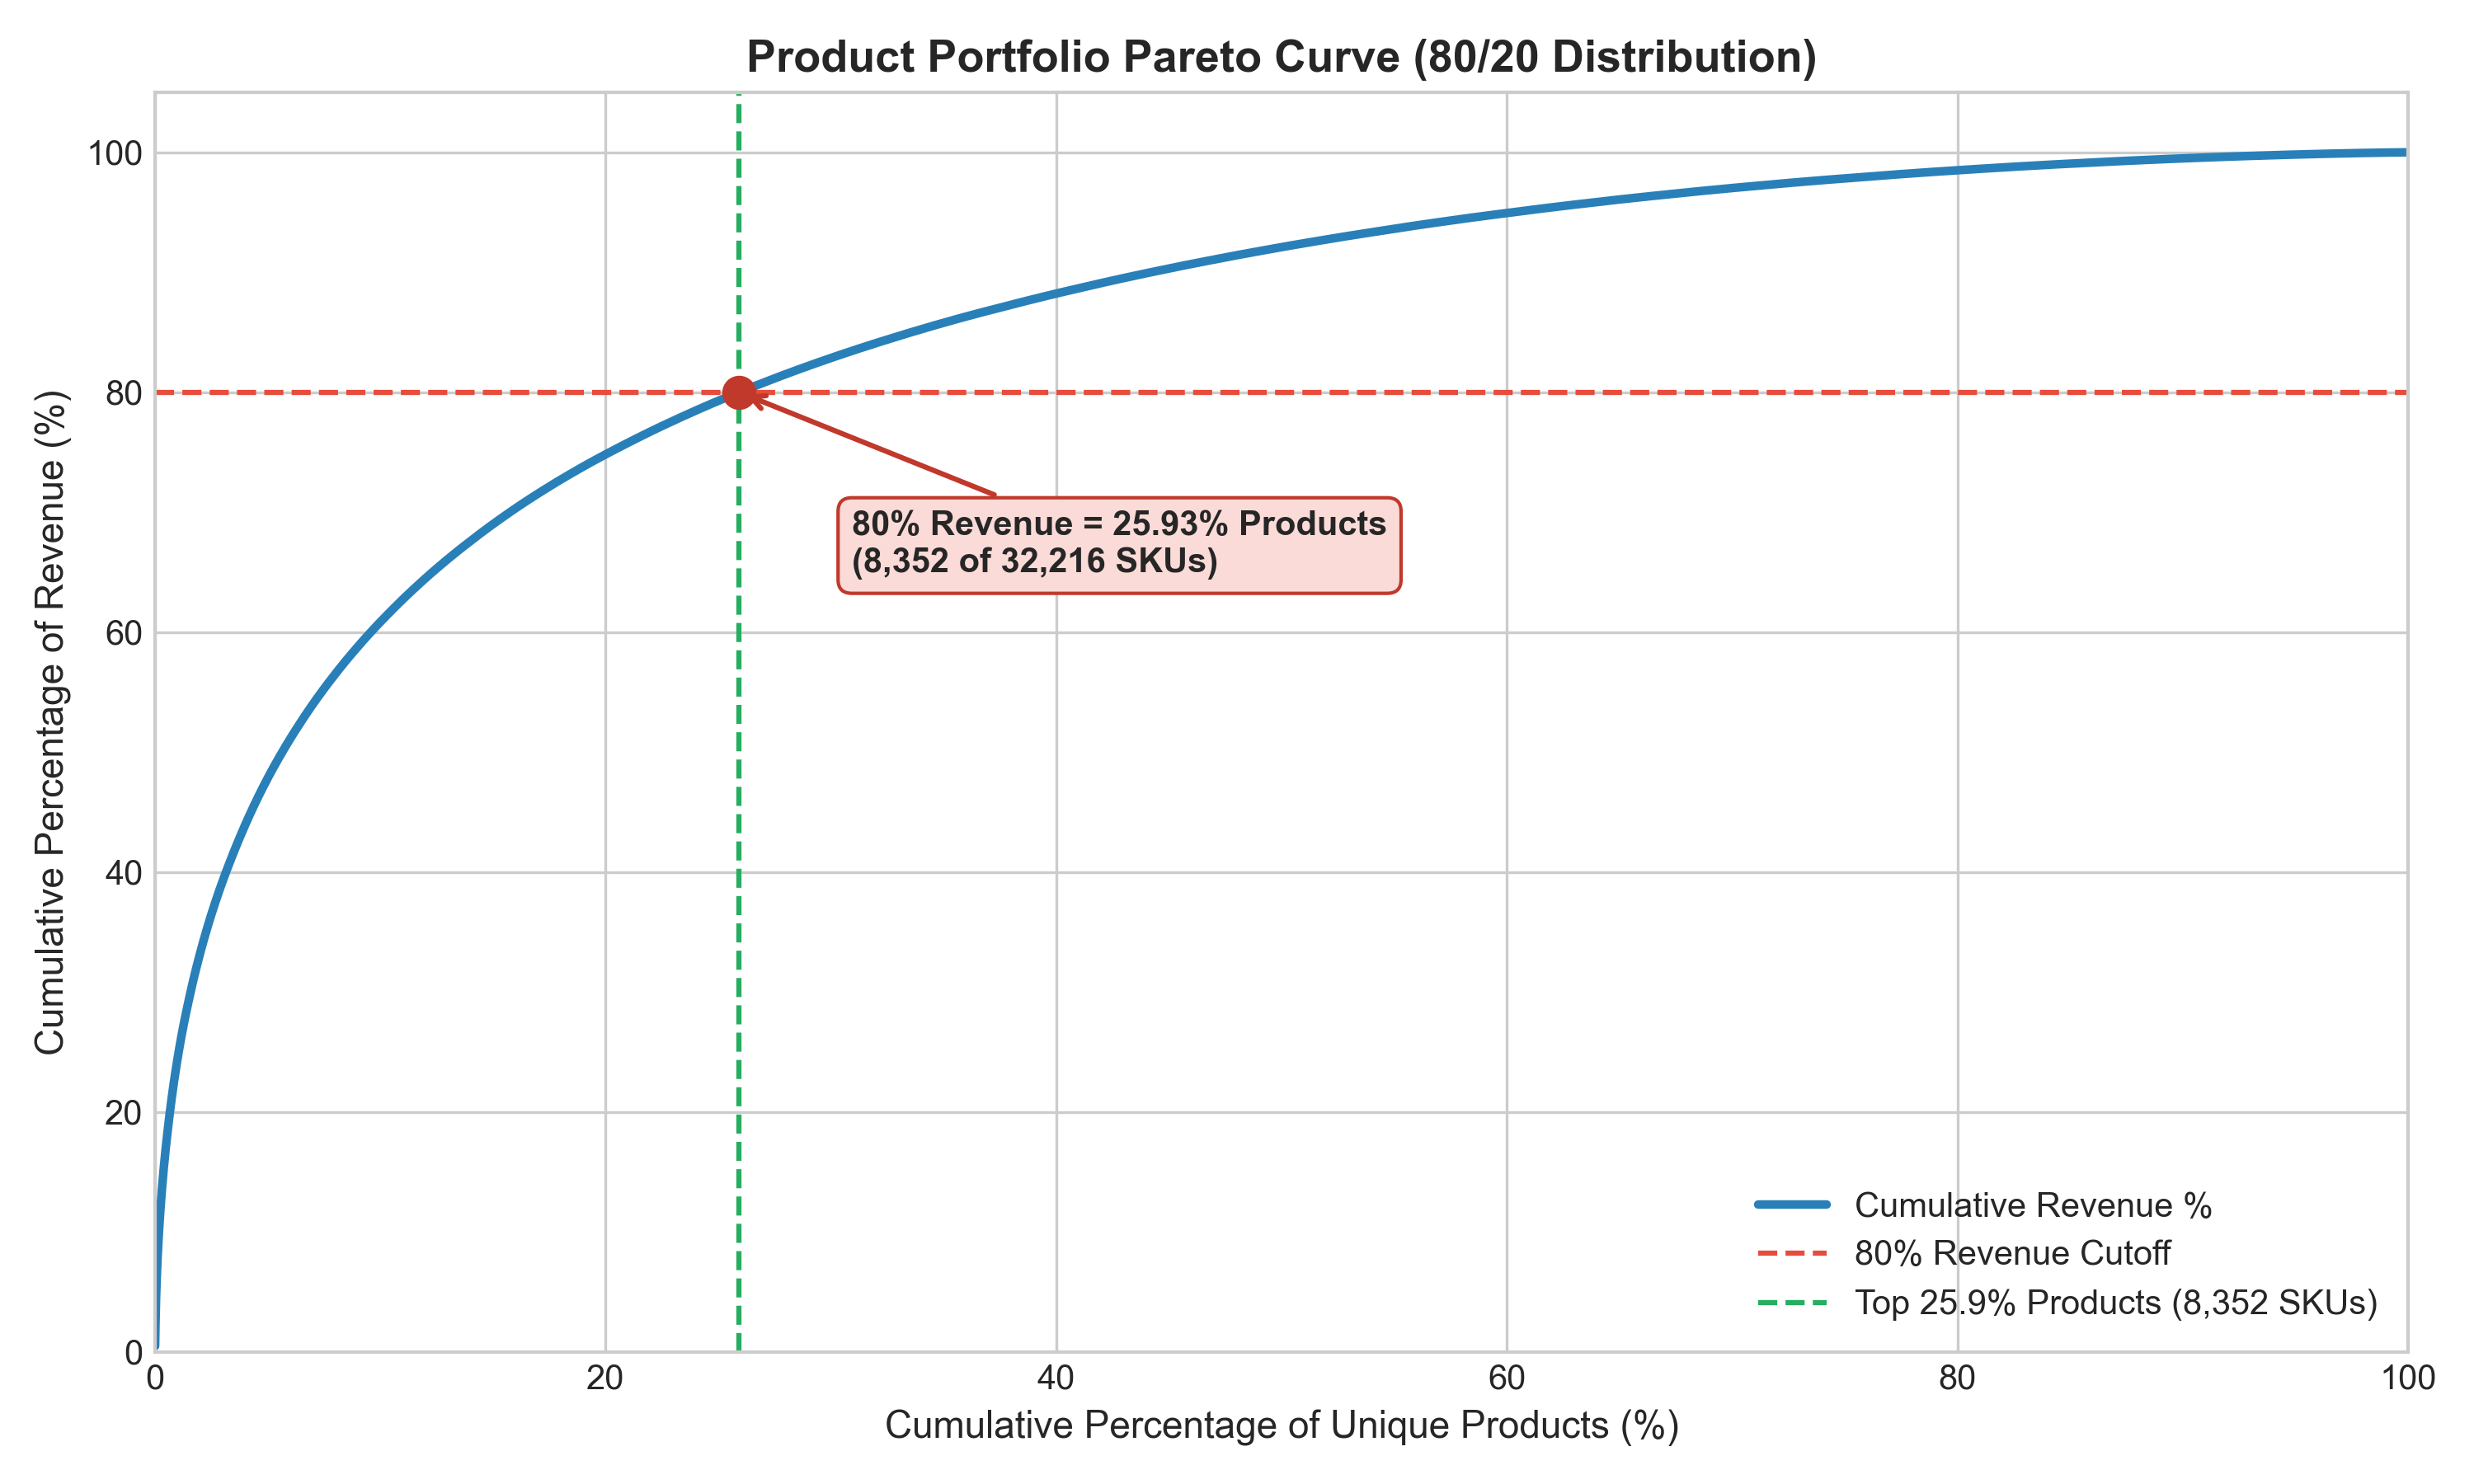 Product Portfolio Pareto Curve (80/20 Distribution)
Cumulative Percentage of Revenue (%)
100
80
60
40
20
0
80% Revenue = 25.93% Products
(8,352 of 32,216 SKUs)
Cumulative Revenue %
80% Revenue Cutoff
Top 25.9% Products (8,352 SKUs)
0 20 40 60 80 100
Cumulative Percentage of Unique Products (%)